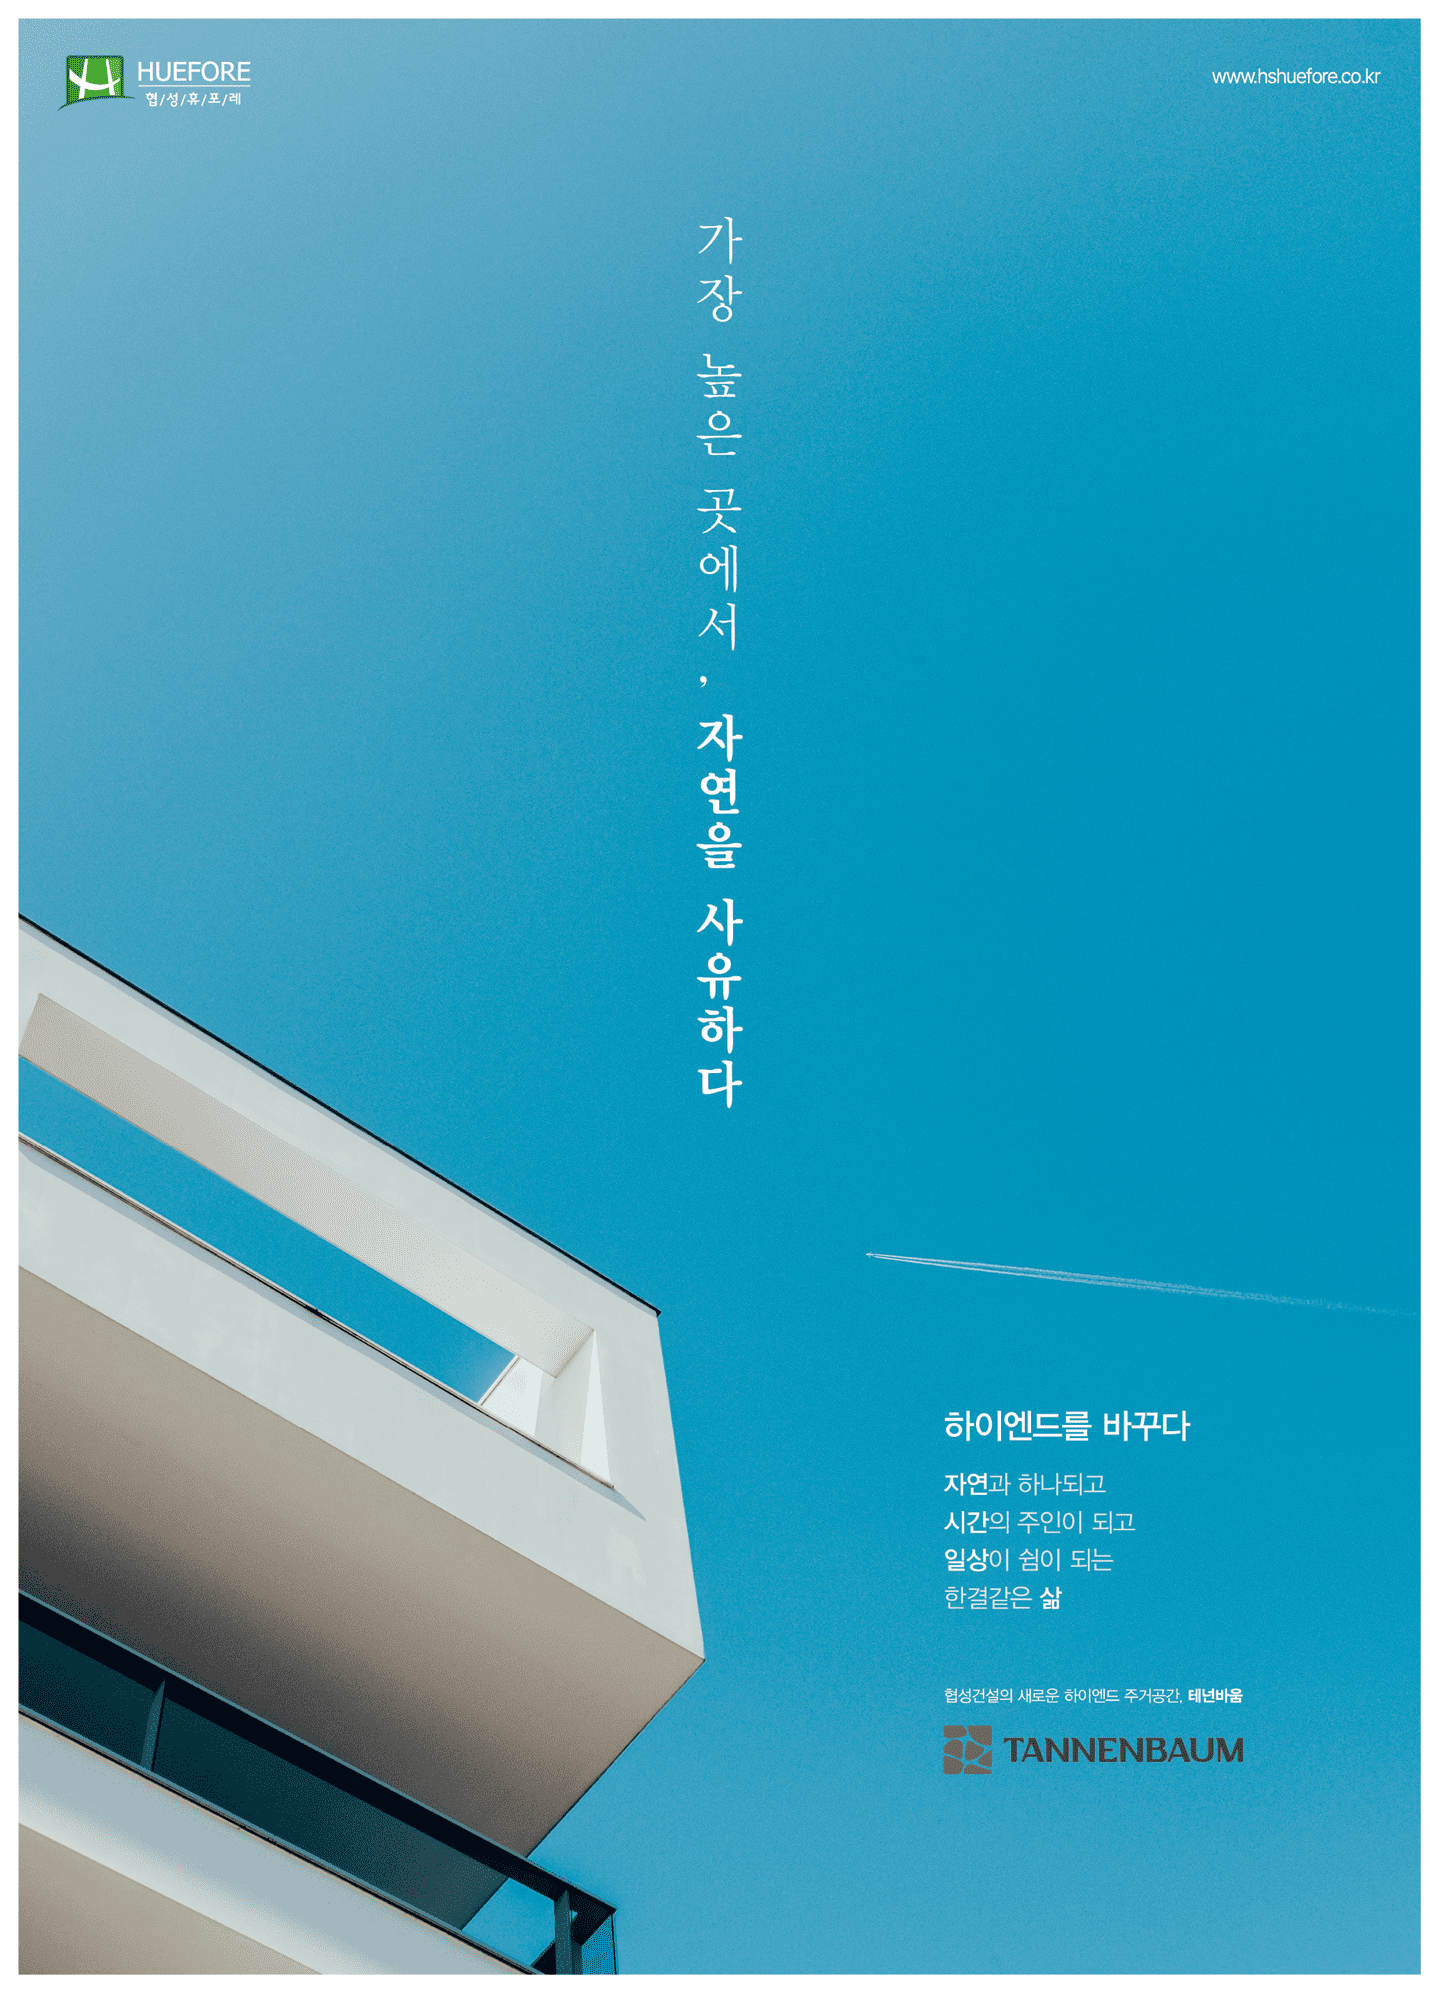 HUEFORE
협/성/휴/포/레
www.hshuefore.co.kr
가장 높은 곳에서, 자연을 사유하다
하이엔드를 바꾸다
자연과 하나되고
시간의 주인이 되고
일상이 쉼이 되는
한결같은 삶
협성건설의 새로운 하이엔드 주거공간, 테넌바움
TANNENBAUM